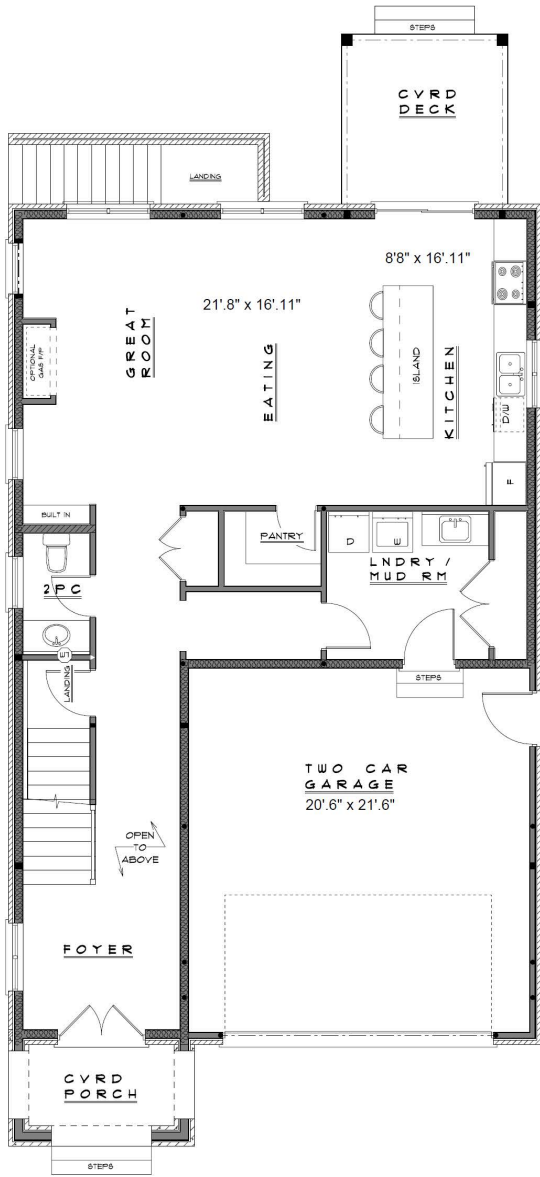 STEPS
CVRD
DECK
LANDING
8'8" x 16'.11"
21'.8" x 16'.11"
GREAT
ROOM
OPTIONAL
GAS F/P
EATING
ISLAND
KITCHEN
D/W
F
BUILT IN
PANTRY
D
W
LNDRY /
MUD RM
2PC
LANDING
STEPS
TWO CAR
GARAGE
20'.6" x 21'.6"
OPEN
TO
ABOVE
FOYER
CVRD
PORCH
STEPS